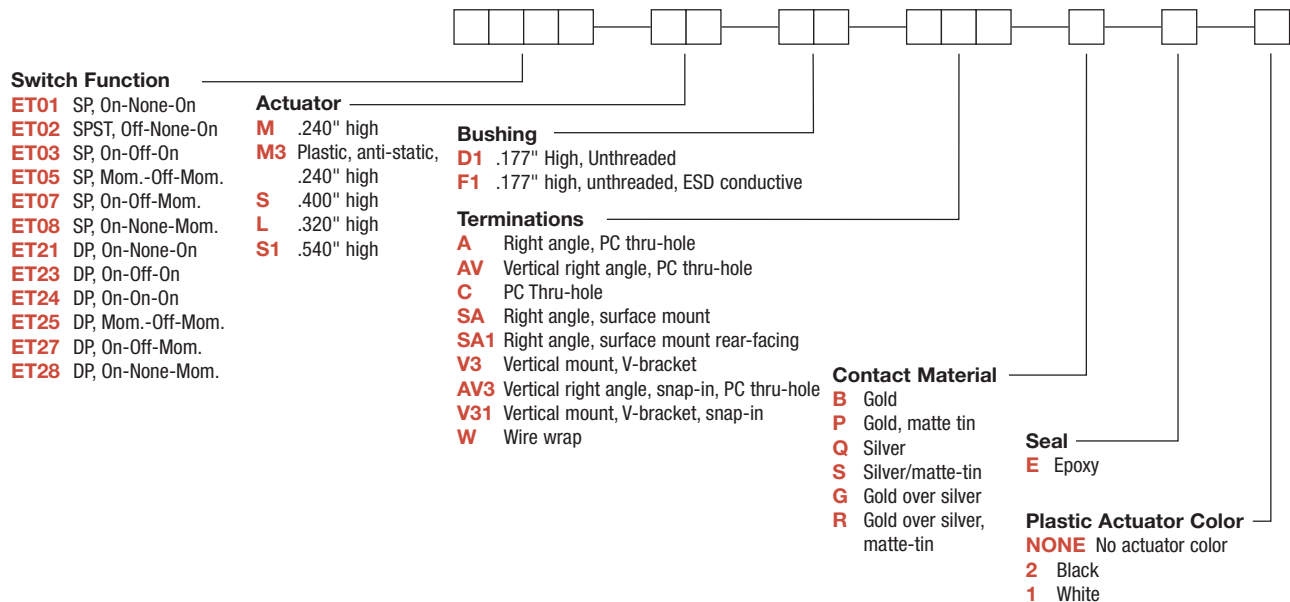 Switch Function
ET01 SP, On-None-On
ET02 SPST, Off-None-On
ET03 SP, On-Off-On
ET05 SP, Mom.-Off-Mom.
ET07 SP, On-Off-Mom.
ET08 SP, On-None-Mom.
ET21 DP, On-None-On
ET23 DP, On-Off-On
ET24 DP, On-On-On
ET25 DP, Mom.-Off-Mom.
ET27 DP, On-Off-Mom.
ET28 DP, On-None-Mom.
Actuator
M .240" high
M3 Plastic, anti-static,
.240" high
S .400" high
L .320" high
S1 .540" high
Bushing
D1 .177" High, Unthreaded
F1 .177" high, unthreaded, ESD conductive
Terminations
A Right angle, PC thru-hole
AV Vertical right angle, PC thru-hole
C PC Thru-hole
SA Right angle, surface mount
SA1 Right angle, surface mount rear-facing
V3 Vertical mount, V-bracket
AV3 Vertical right angle, snap-in, PC thru-hole
V31 Vertical mount, V-bracket, snap-in
W Wire wrap
Contact Material
B Gold
P Gold, matte tin
Q Silver
S Silver/matte-tin
G Gold over silver
R Gold over silver,
matte-tin
Seal
E Epoxy
Plastic Actuator Color
NONE No actuator color
2 Black
1 White